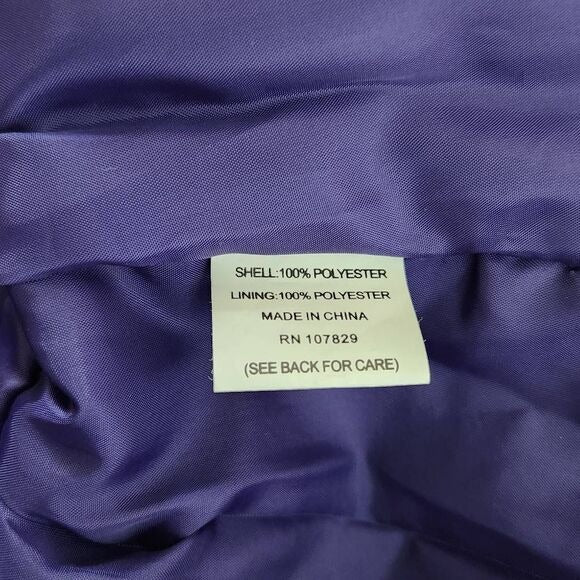 SHELL:100% POLYESTER
LINING:100% POLYESTER
MADE IN CHINA
RN 107829
(SEE BACK FOR CARE)